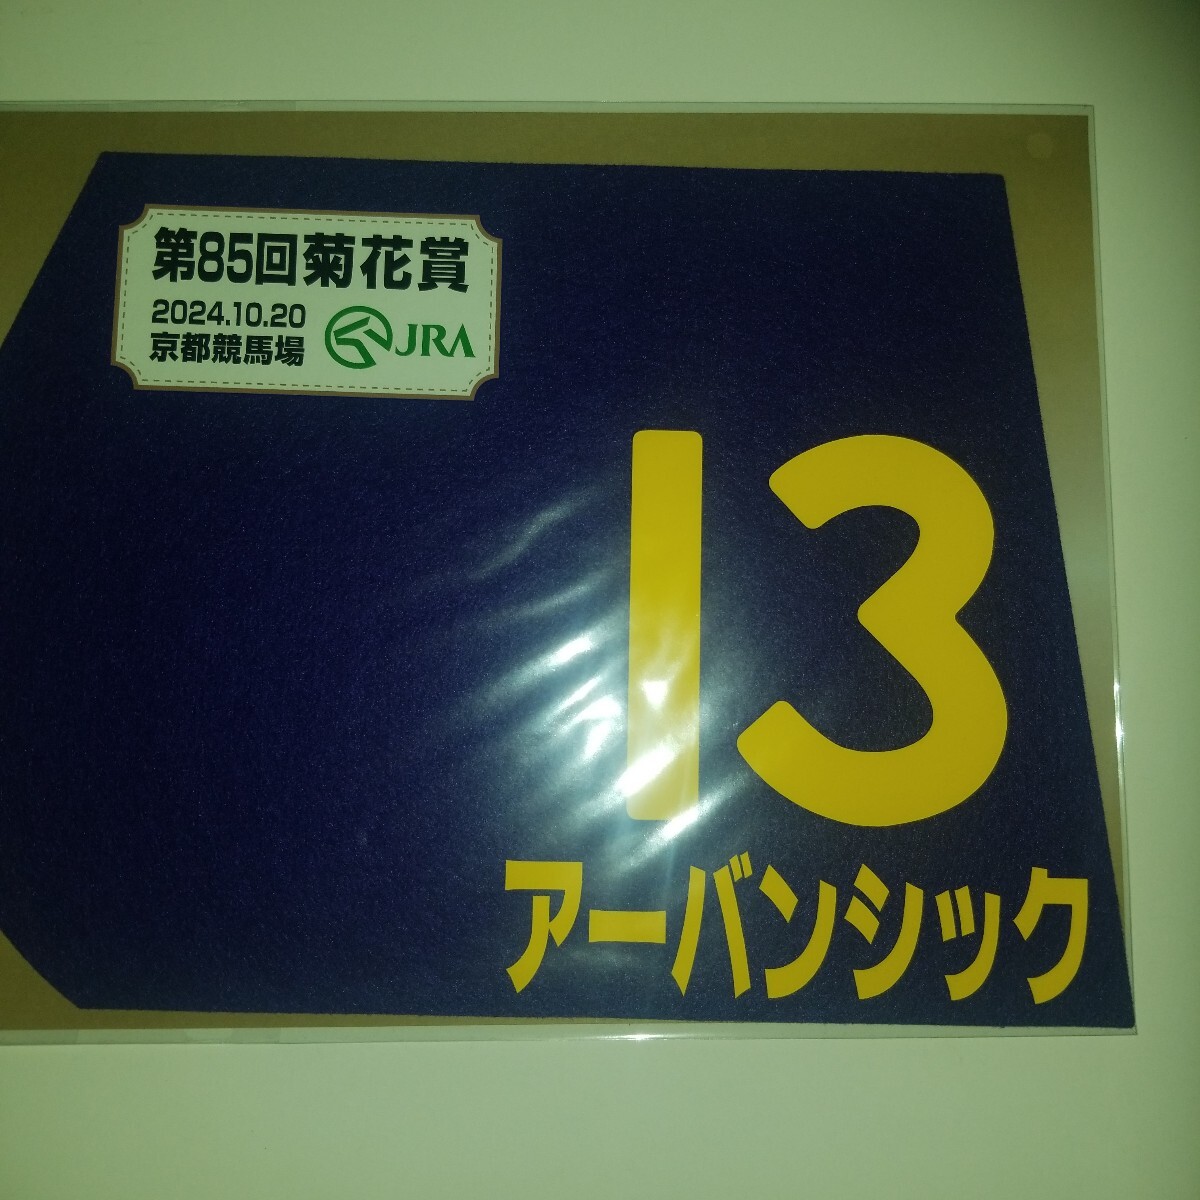 第85回菊花賞
2024.10.20
京都競馬場
JRA
13
アーバンシック